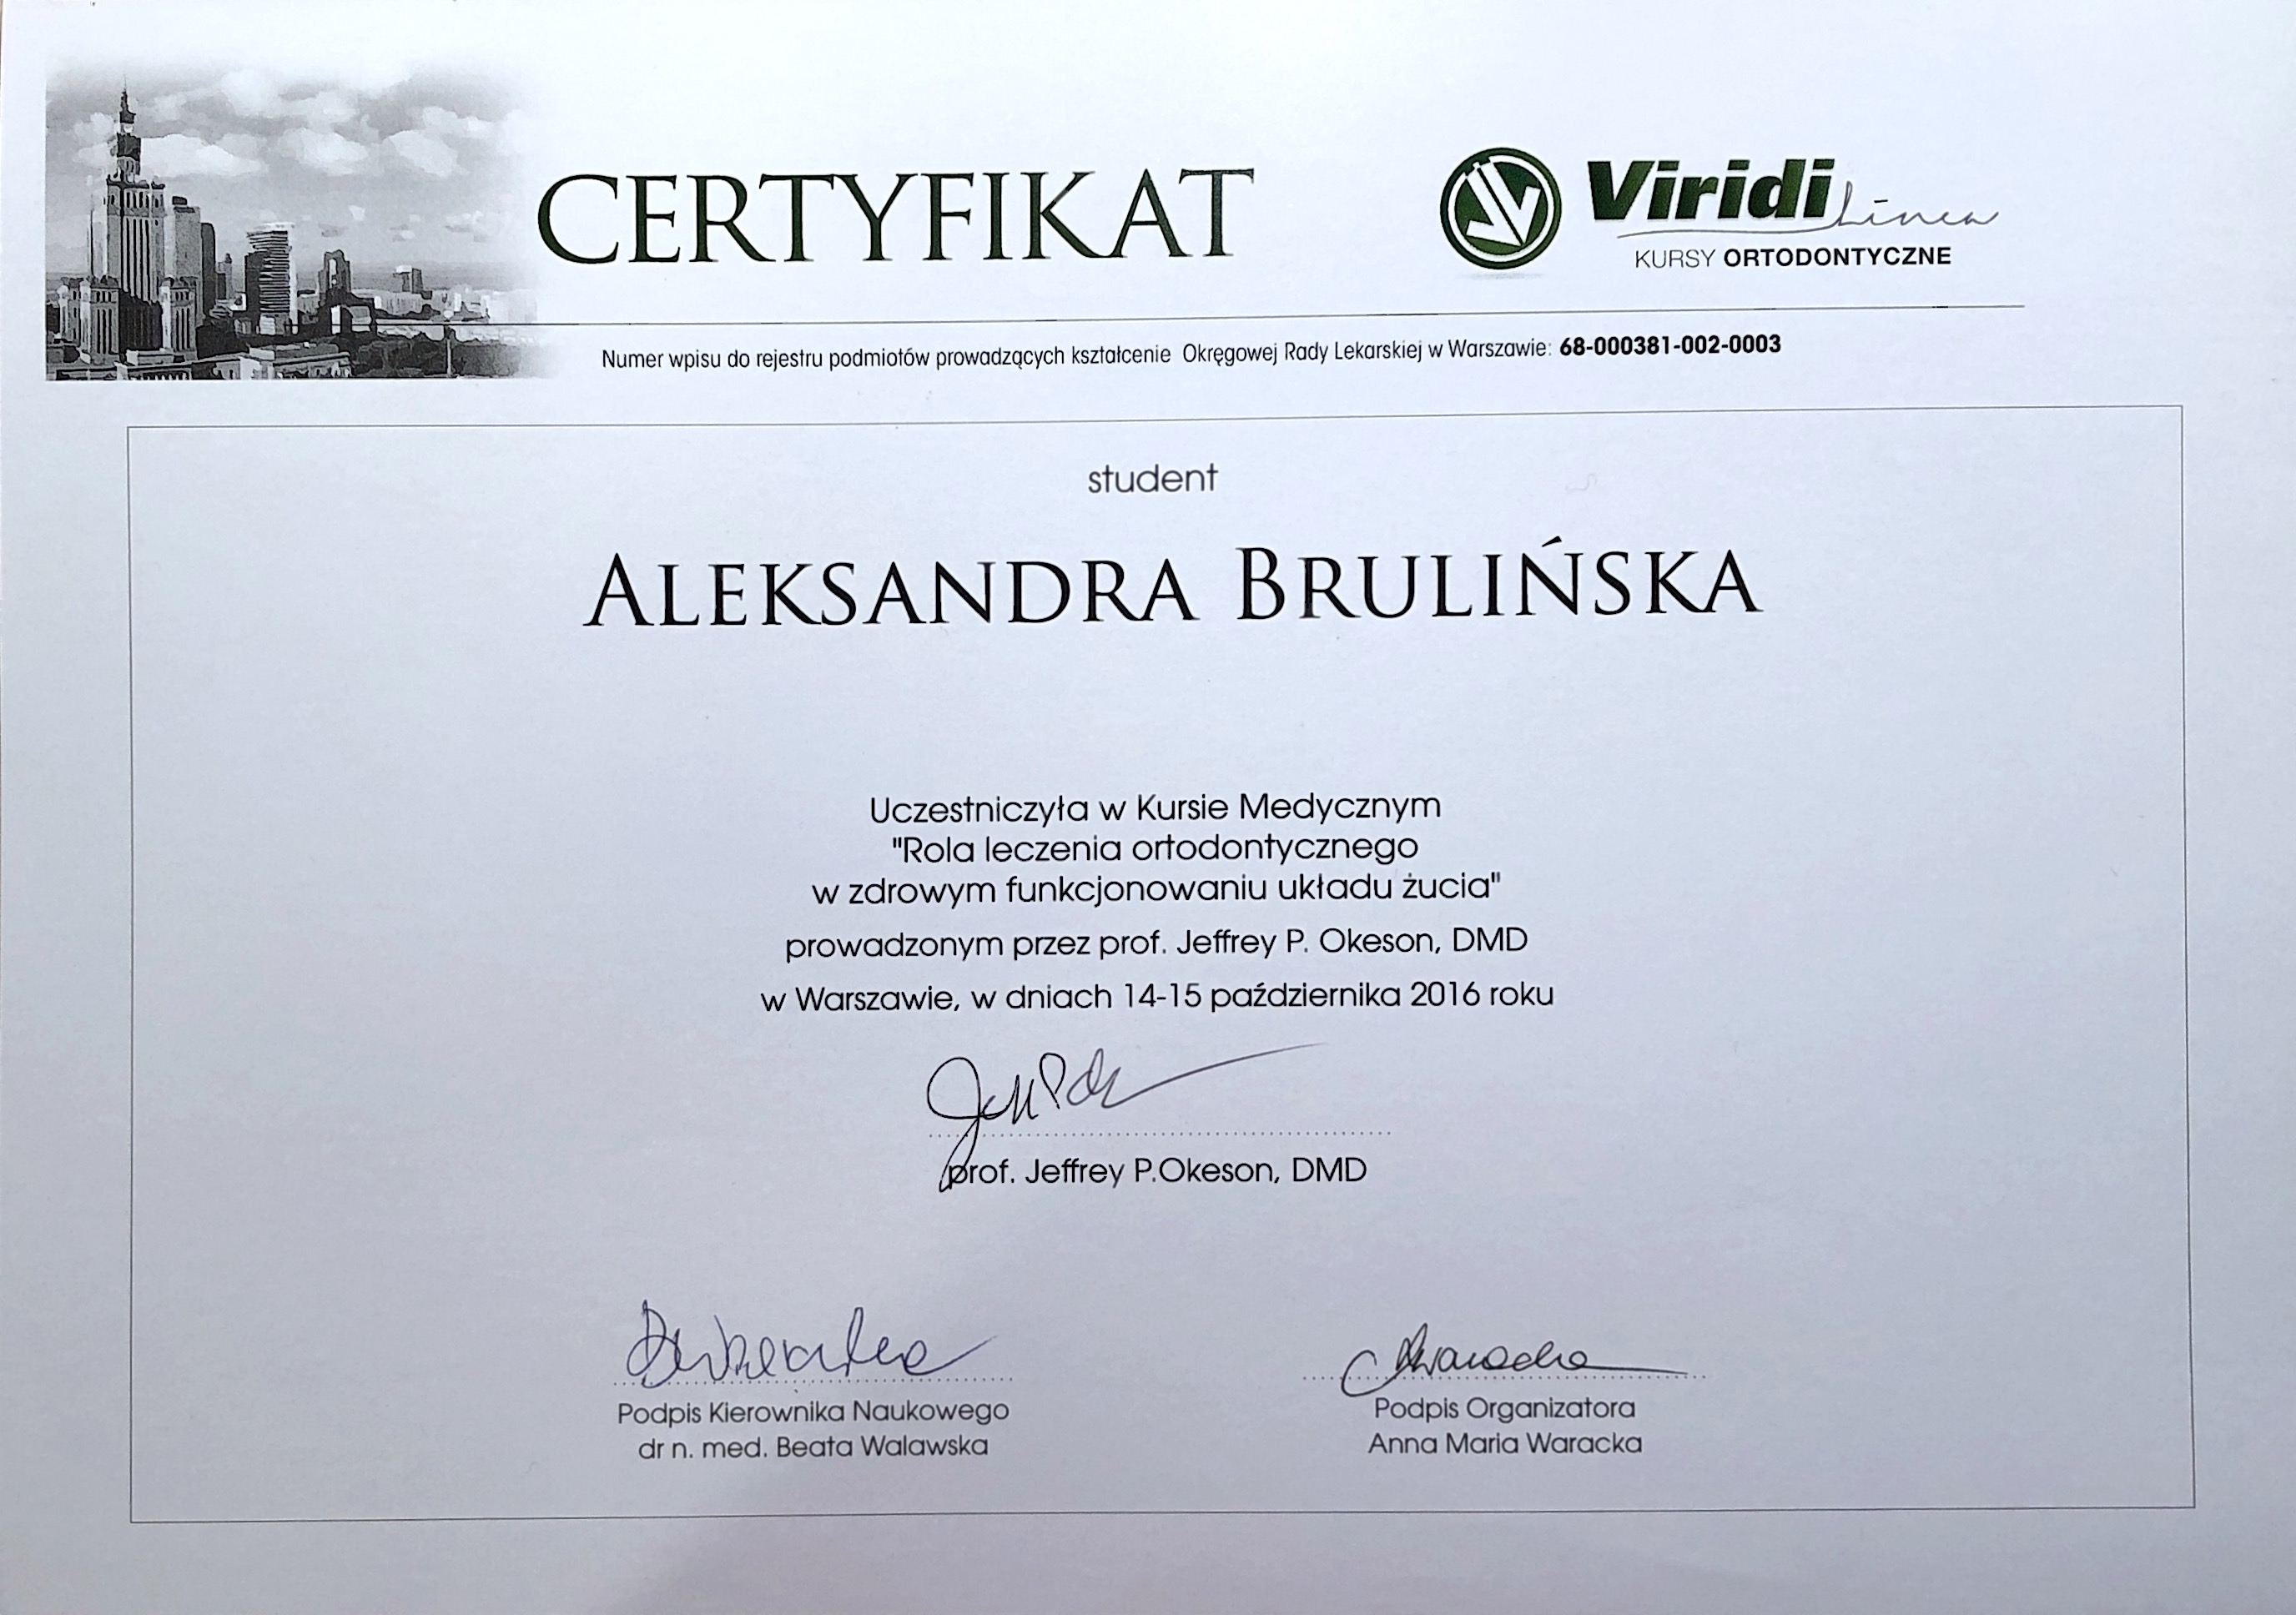 CERTYFIKAT
Viridi Linea
KURSY ORTODONTYCZNE
Numer wpisu do rejestru podmiotów prowadzących kształcenie Okręgowej Rady Lekarskiej w Warszawie: 68-000381-002-0003
student
ALEKSANDRA BRULIŃSKA
Uczestniczyła w Kursie Medycznym
"Rola leczenia ortodontycznego
w zdrowym funkcjonowaniu układu żucia"
prowadzonym przez prof. Jeffrey P. Okeson, DMD
w Warszawie, w dniach 14-15 października 2016 roku
prof. Jeffrey P.Okeson, DMD
Podpis Kierownika Naukowego
dr n. med. Beata Walawska
Podpis Organizatora
Anna Maria Waracka